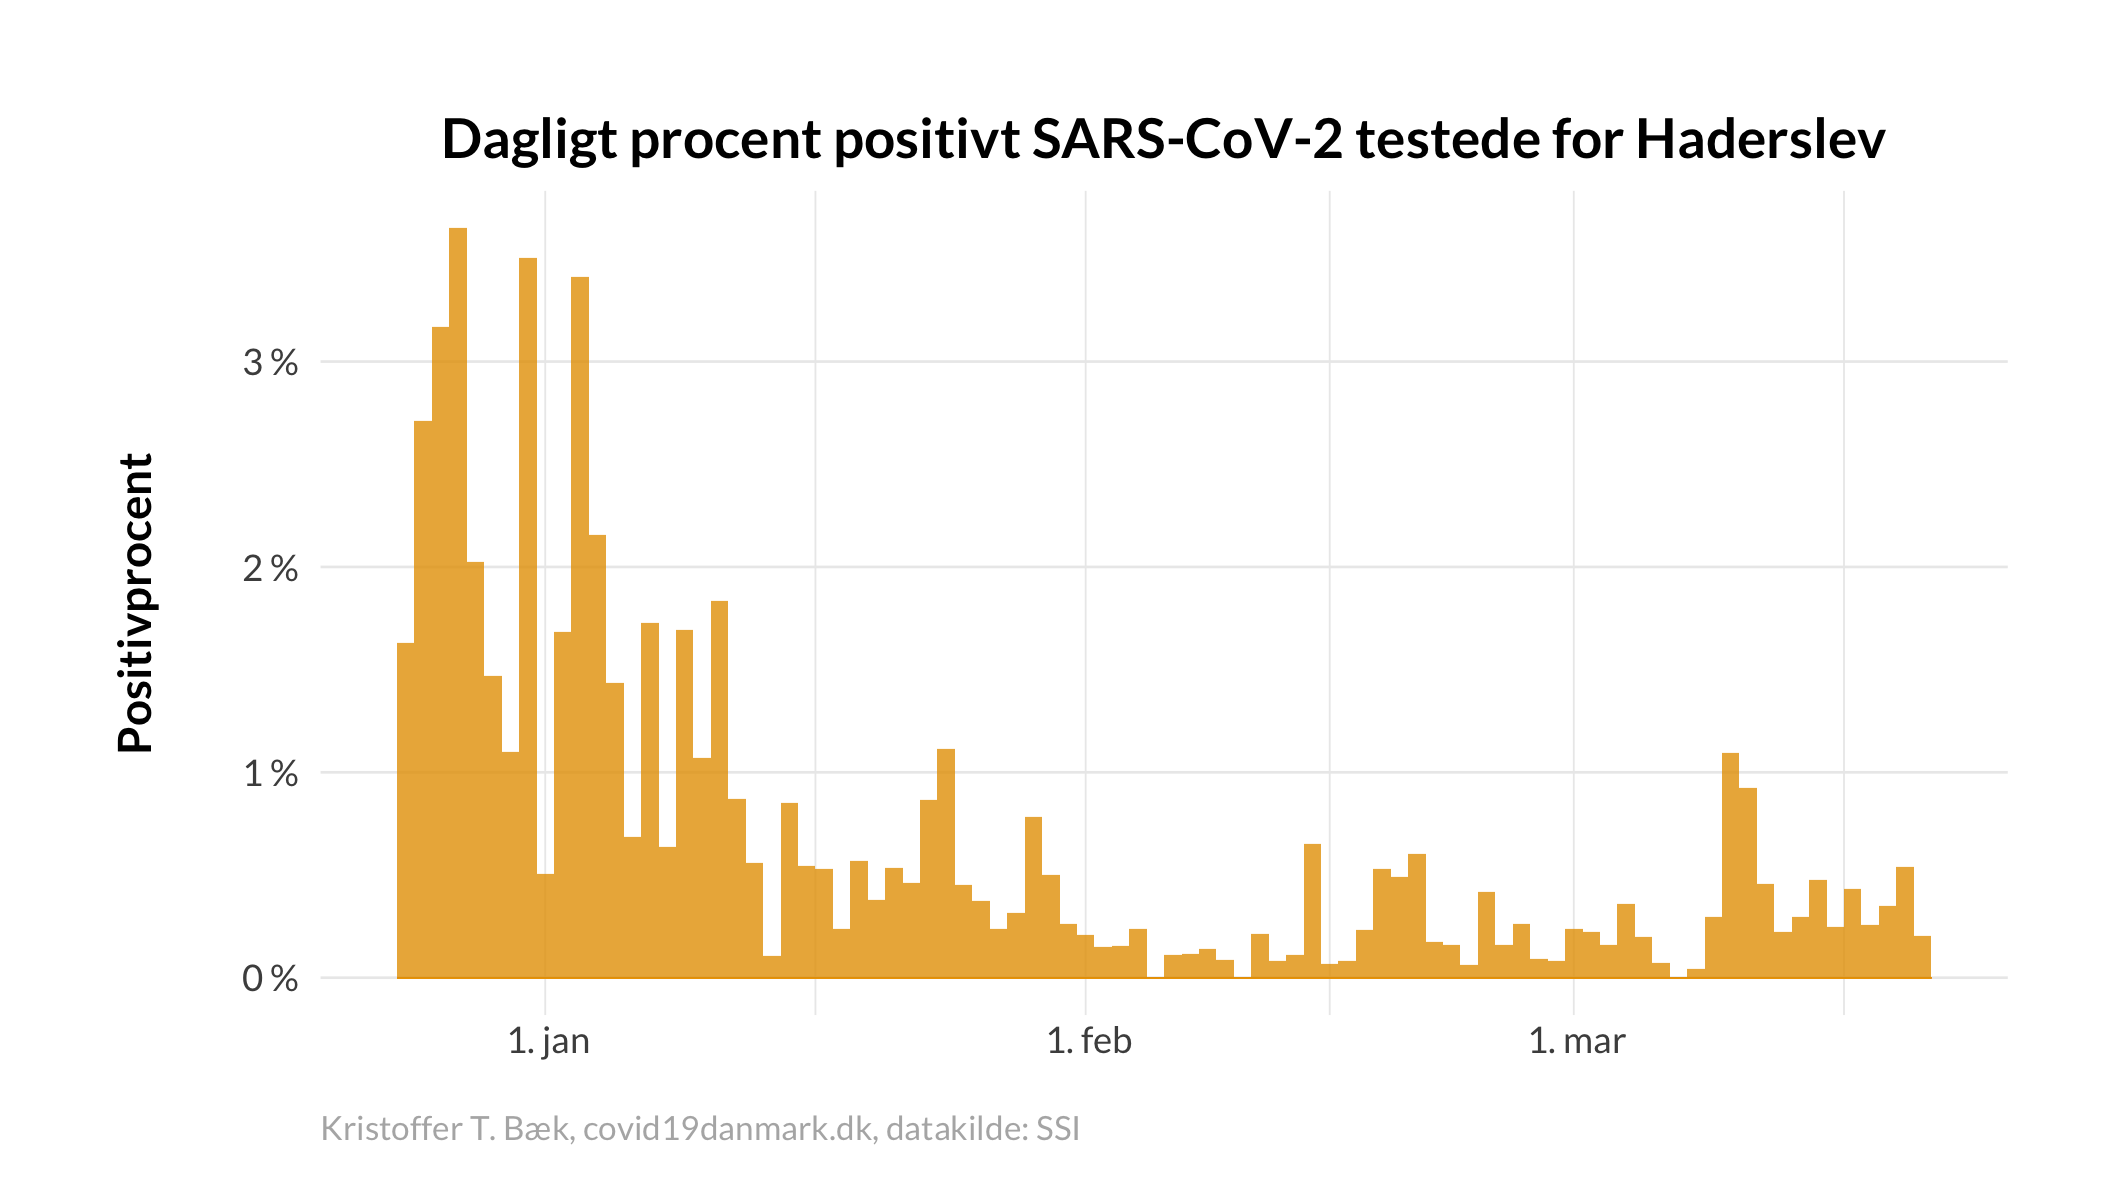 Dagligt procent positivt SARS-CoV-2 testede for Haderslev
Positivprocent
3 %
2 %
1 %
0 %
1. jan
1. feb
1. mar
Kristoffer T. Bæk, covid19danmark.dk, datakilde: SSI